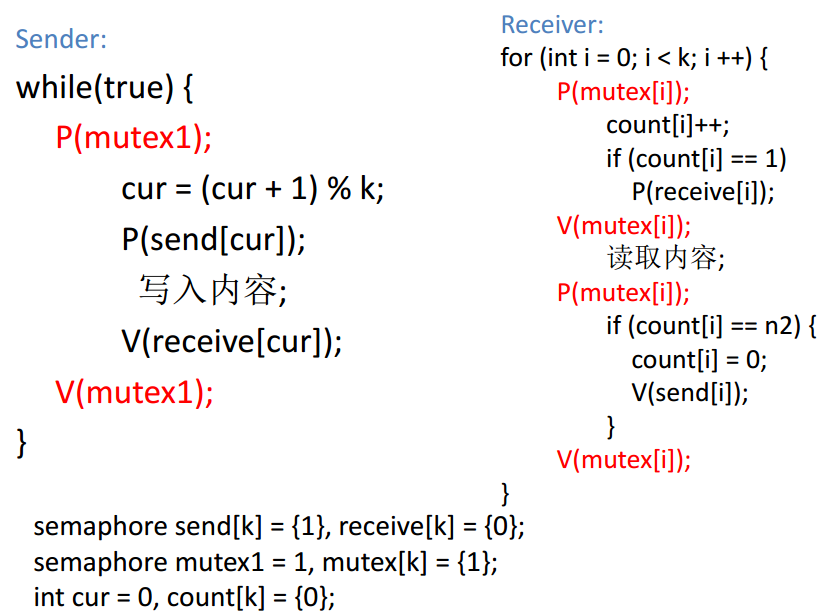 Sender:
while(true) {
P(mutex1);
cur = (cur + 1) % k;
P(send[cur]);
写入内容;
V(receive[cur]);
V(mutex1);
}
Receiver:
for (int i = 0; i < k; i ++) {
P(mutex[i]);
count[i]++;
if (count[i] == 1)
P(receive[i]);
V(mutex[i]);
读取内容;
P(mutex[i]);
if (count[i] == n2) {
count[i] = 0;
V(send[i]);
}
V(mutex[i]);
}
semaphore send[k] = {1}, receive[k] = {0};
semaphore mutex1 = 1, mutex[k] = {1};
int cur = 0, count[k] = {0};